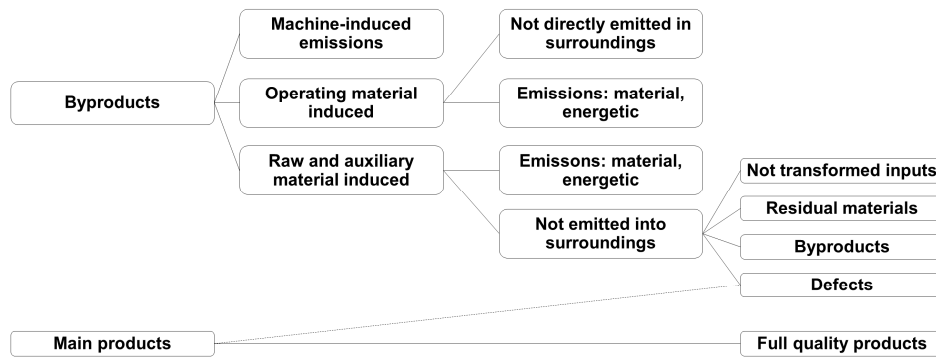 Machine-induced
emissions
Not directly emitted in
surroundings
Byproducts
Operating material
induced
Emissions: material,
energetic
Raw and auxiliary
material induced
Emissons: material,
energetic
Not emitted into
surroundings
Not transformed inputs
Residual materials
Byproducts
Defects
Main products
Full quality products